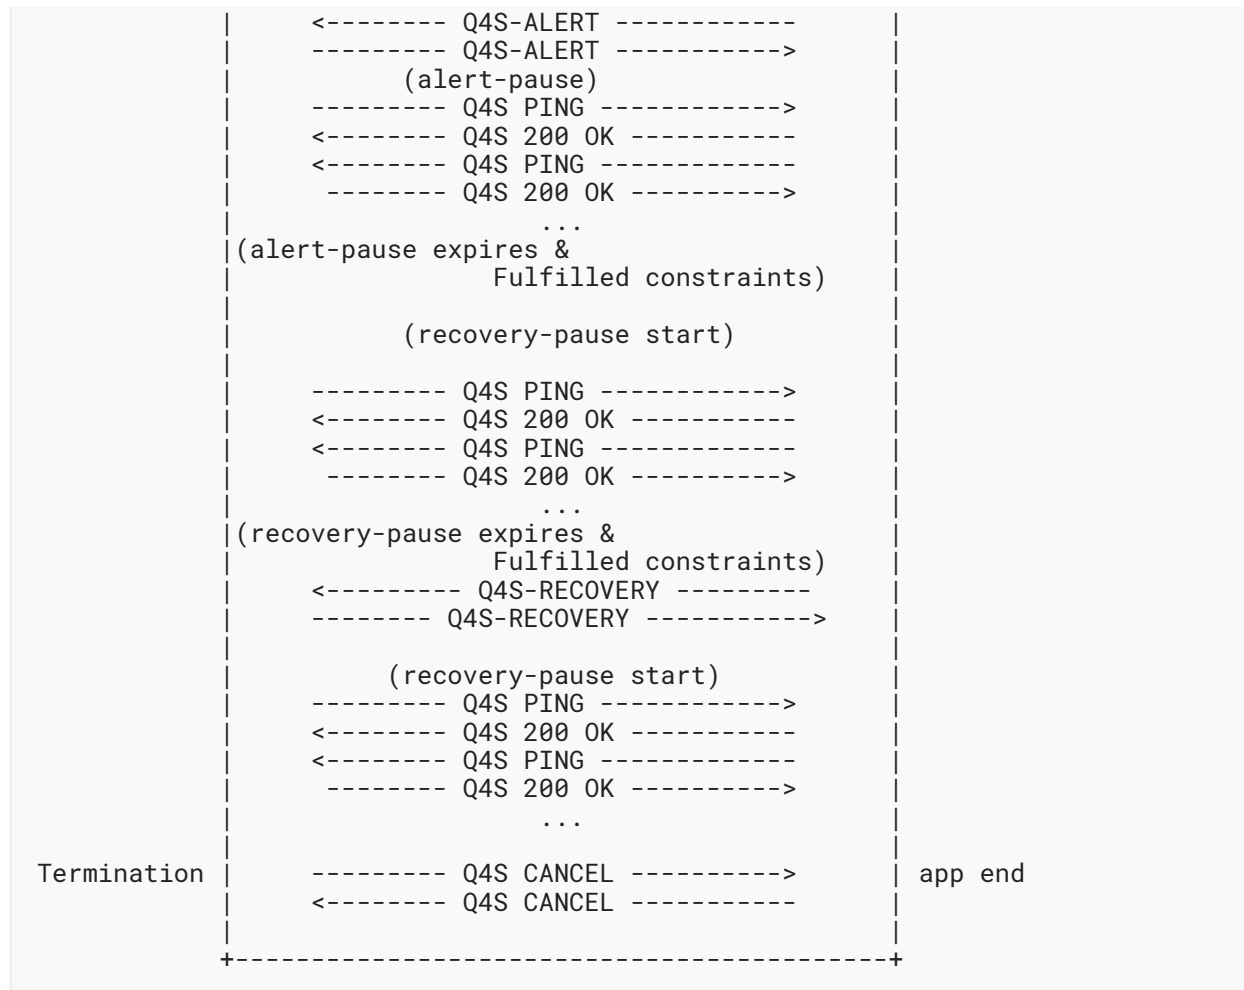 |     <-------- Q4S-ALERT ------------      |
|     --------- Q4S-ALERT ----------->      |
|           (alert-pause)                   |
|     --------- Q4S PING ------------>      |
|     <-------- Q4S 200 OK -----------      |
|     <-------- Q4S PING -------------      |
|      -------- Q4S 200 OK ---------->      |
|                    ...                    |
|(alert-pause expires &                     |
|                 Fulfilled constraints)    |
|                                           |
|           (recovery-pause start)          |
|                                           |
|     --------- Q4S PING ------------>      |
|     <-------- Q4S 200 OK -----------      |
|     <-------- Q4S PING -------------      |
|      -------- Q4S 200 OK ---------->      |
|                    ...                    |
|(recovery-pause expires &                  |
|                 Fulfilled constraints)    |
|     <--------- Q4S-RECOVERY ---------     |
|     -------- Q4S-RECOVERY ----------->    |
|                                           |
|          (recovery-pause start)           |
|     --------- Q4S PING ------------>      |
|     <-------- Q4S 200 OK -----------      |
|     <-------- Q4S PING -------------      |
|      -------- Q4S 200 OK ---------->      |
|                    ...                    |
|                                           |
Termination |     --------- Q4S CANCEL ---------->      | app end
|     <-------- Q4S CANCEL -----------      |
|                                           |
+-------------------------------------------+